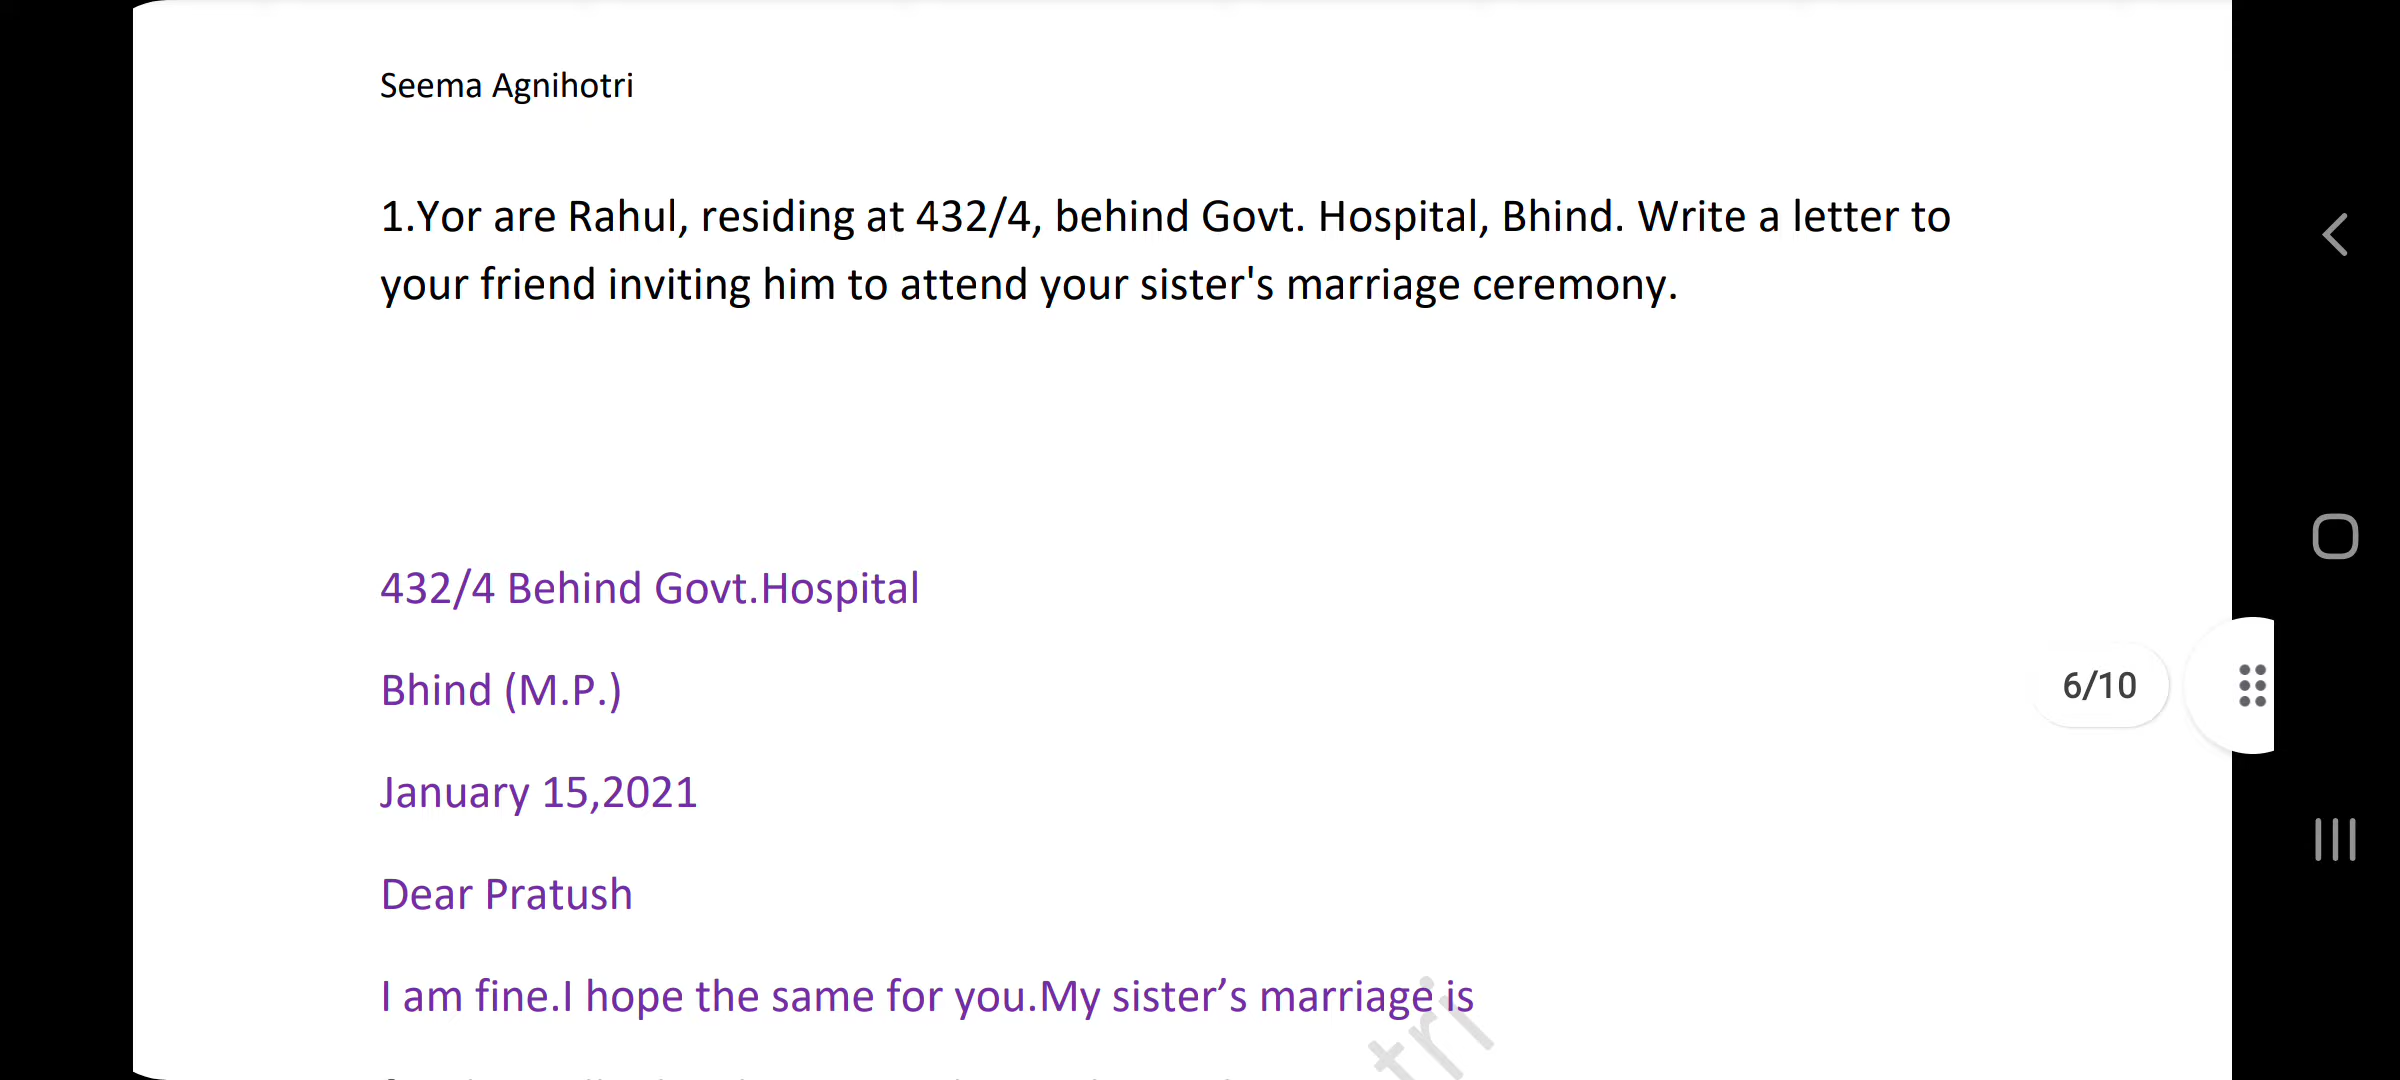 Seema Agnihotri
1.Yor are Rahul, residing at 432/4, behind Govt. Hospital, Bhind. Write a letter to
your friend inviting him to attend your sister's marriage ceremony.
432/4 Behind Govt.Hospital
Bhind (M.P.)
6/10
January 15,2021
Dear Pratush
I am fine.I hope the same for you.My sister’s marriage is
tri